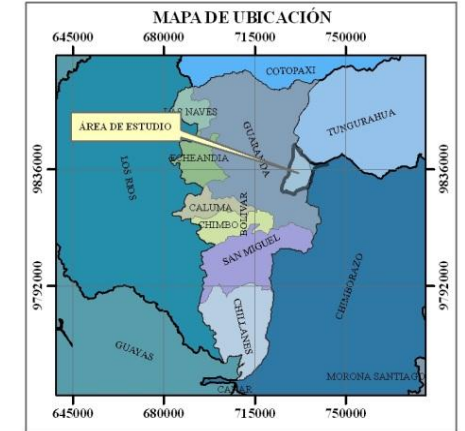 MAPA DE UBICACIÓN
645000 680000 715000 750000
COTOPAXI
NAVES
TUNGURAHUA
ÁREA DE ESTUDIO
GUARANDA
9836000
9836000
ECHEANDIA
LOS RIOS
CALUMA
BOLIVAR
CHIMBO
SAN MIGUEL
CHIMBORAZO
9792000
9792000
CHILLANES
GUAYAS
MORONA SANTIAGO
CAÑAR
645000 680000 715000 750000